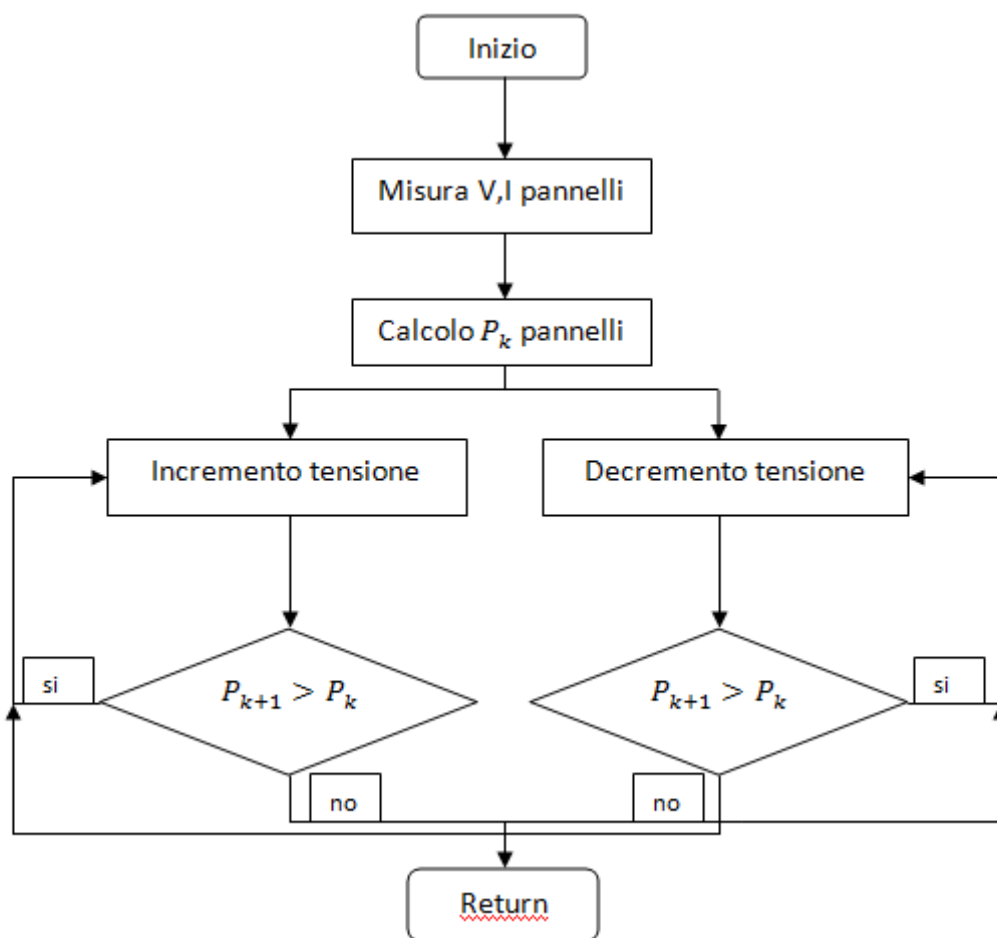 Inizio
Misura V,I pannelli
Calcolo P_k pannelli
Incremento tensione
Decremento tensione
si
P_{k+1} > P_k
P_{k+1} > P_k
si
no
no
Return